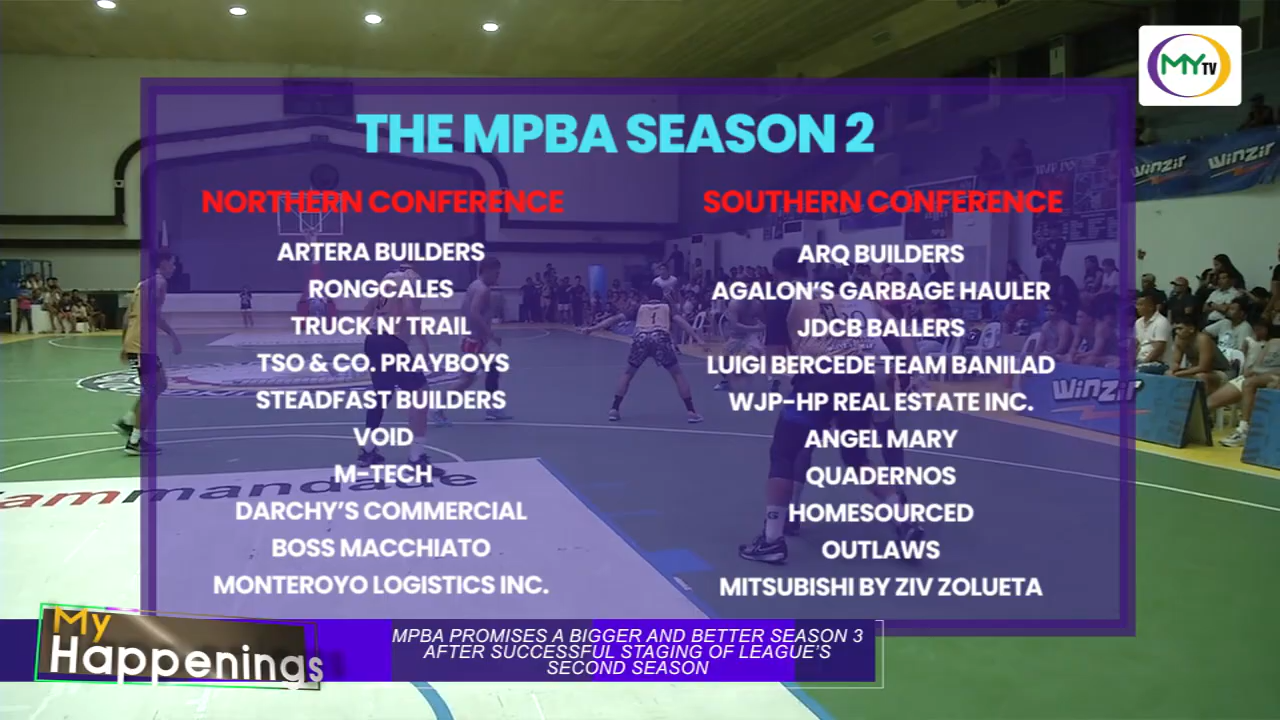 MY TV
THE MPBA SEASON 2
NORTHERN CONFERENCE
ARTERA BUILDERS
RONGCALES
TRUCK N' TRAIL
TSO & CO. PRAYBOYS
STEADFAST BUILDERS
VOID
M-TECH
DARCHY'S COMMERCIAL
BOSS MACCHIATO
MONTEROYO LOGISTICS INC.
SOUTHERN CONFERENCE
ARQ BUILDERS
AGALON'S GARBAGE HAULER
JDCB BALLERS
LUIGI BERCEDE TEAM BANILAD
WJP-HP REAL ESTATE INC.
ANGEL MARY
QUADERNOS
HOMESOURCED
OUTLAWS
MITSUBISHI BY ZIV ZOLUETA
winzir
winzir
winzir
My
Happenings
MPBA PROMISES A BIGGER AND BETTER SEASON 3
AFTER SUCCESSFUL STAGING OF LEAGUE'S
SECOND SEASON